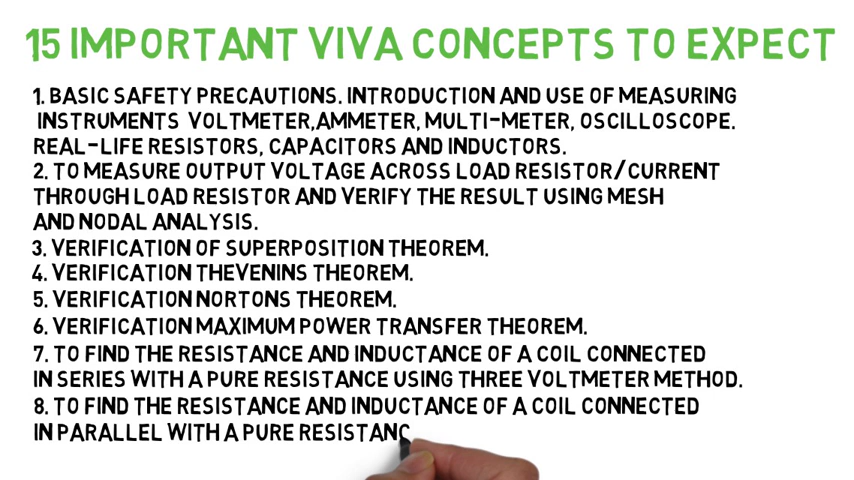 15 IMPORTANT VIVA CONCEPTS TO EXPECT
1. BASIC SAFETY PRECAUTIONS. INTRODUCTION AND USE OF MEASURING
INSTRUMENTS VOLTMETER,AMMETER, MULTI-METER, OSCILLOSCOPE.
REAL-LIFE RESISTORS, CAPACITORS AND INDUCTORS.
2. TO MEASURE OUTPUT VOLTAGE ACROSS LOAD RESISTOR/CURRENT
THROUGH LOAD RESISTOR AND VERIFY THE RESULT USING MESH
AND NODAL ANALYSIS.
3. VERIFICATION OF SUPERPOSITION THEOREM.
4. VERIFICATION THEVENINS THEOREM.
5. VERIFICATION NORTONS THEOREM.
6. VERIFICATION MAXIMUM POWER TRANSFER THEOREM.
7. TO FIND THE RESISTANCE AND INDUCTANCE OF A COIL CONNECTED
IN SERIES WITH A PURE RESISTANCE USING THREE VOLTMETER METHOD.
8. TO FIND THE RESISTANCE AND INDUCTANCE OF A COIL CONNECTED
IN PARALLEL WITH A PURE RESISTANC